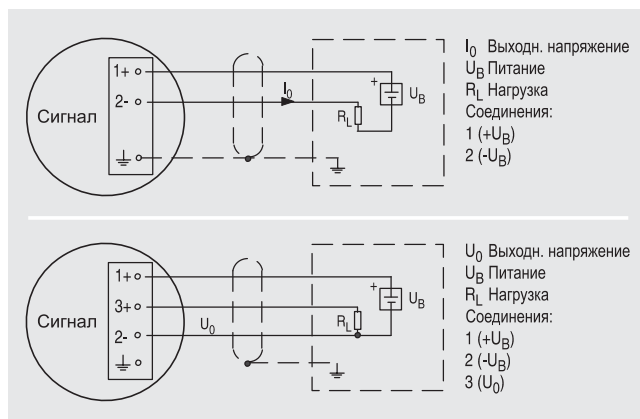 1+
2-
Сигнал
I0
RL
+
UB
I0 Выходн. напряжение
UB Питание
RL Нагрузка
Соединения:
1 (+UB)
2 (-UB)
1+
3+
2-
Сигнал
U0
RL
+
UB
U0 Выходн. напряжение
UB Питание
RL Нагрузка
Соединения:
1 (+UB)
2 (-UB)
3 (U0)